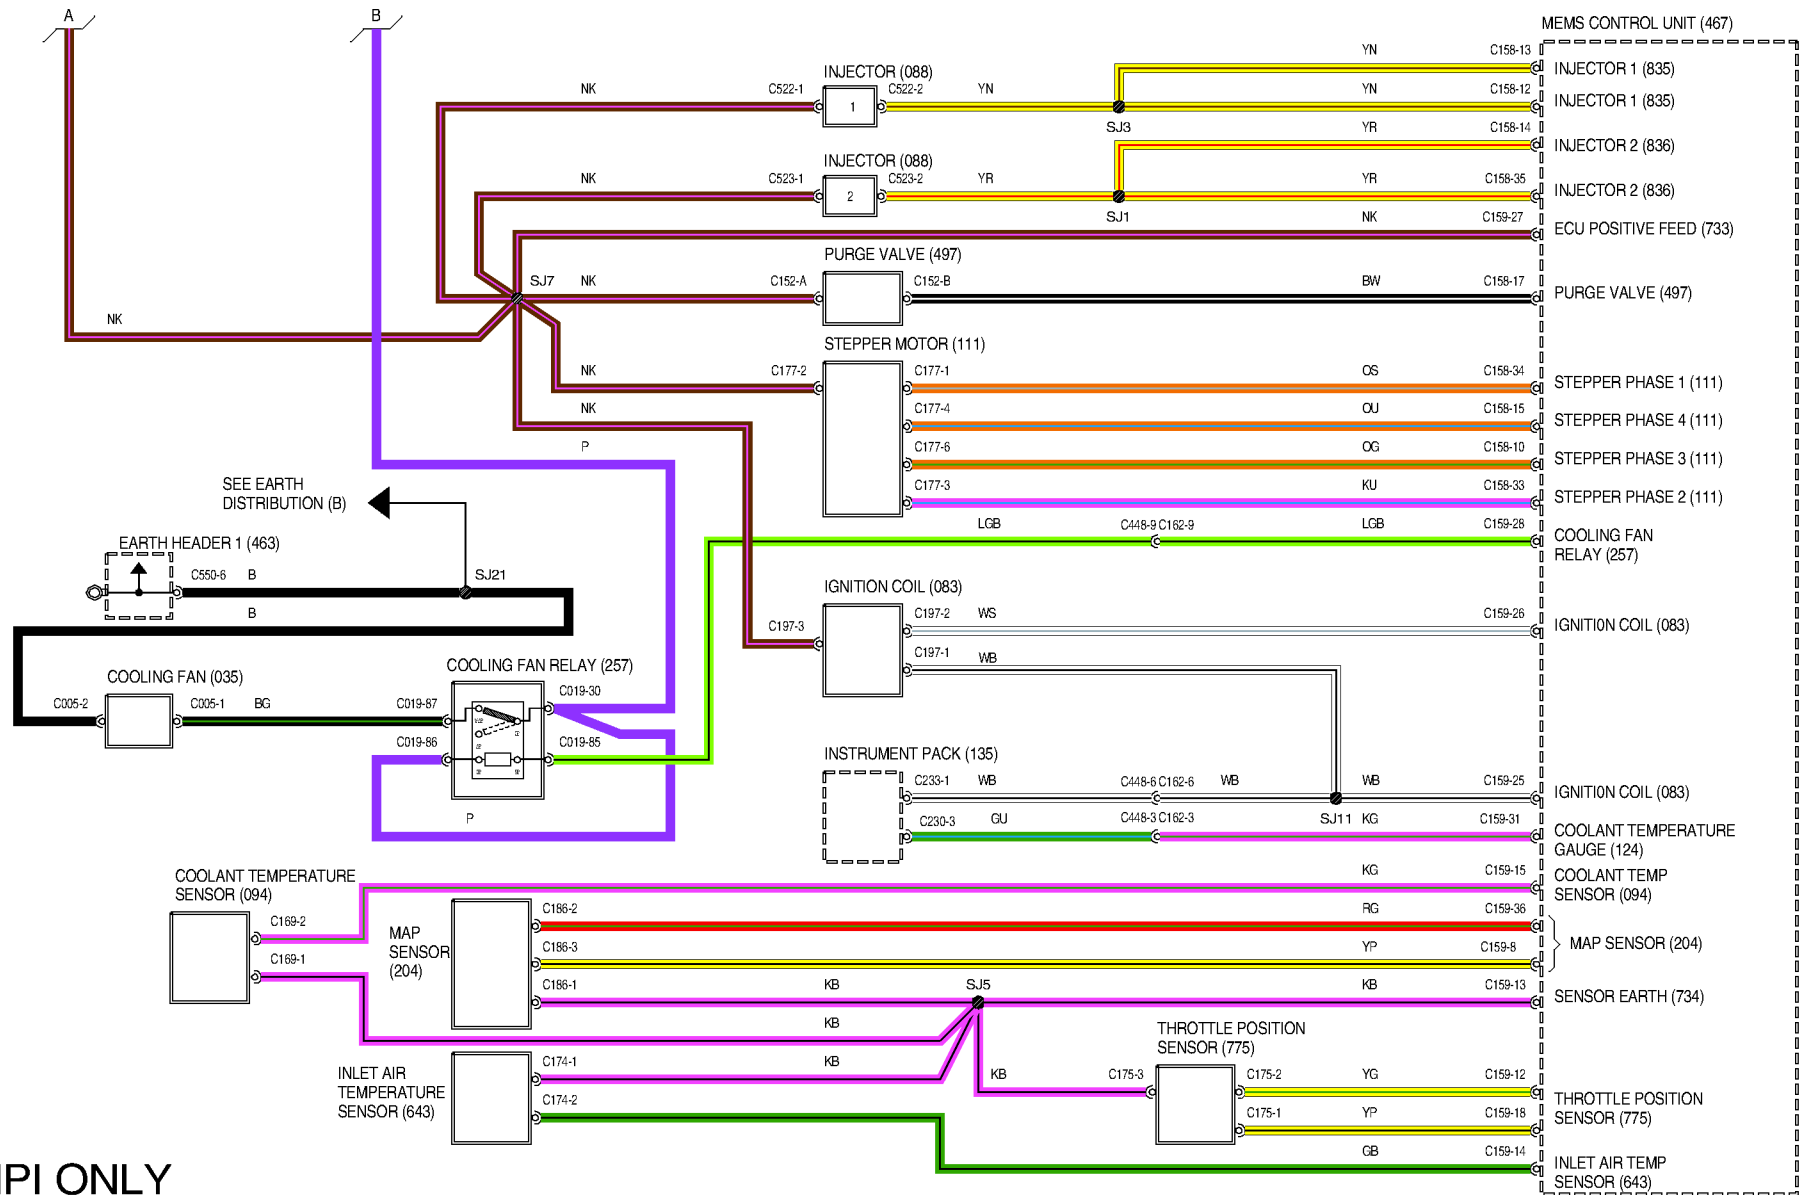 A
B
MEMS CONTROL UNIT (467)
YN
C158-13
INJECTOR 1 (835)
INJECTOR (088)
NK
C522-1
1
C522-2
YN
YN
C158-12
INJECTOR 1 (835)
SJ3
YR
C158-14
INJECTOR 2 (836)
INJECTOR (088)
NK
C523-1
2
C523-2
YR
YR
C158-35
INJECTOR 2 (836)
SJ1
NK
C159-27
ECU POSITIVE FEED (733)
PURGE VALVE (497)
SJ7
NK
C152-A
C152-B
BW
C158-17
PURGE VALVE (497)
NK
STEPPER MOTOR (111)
NK
C177-2
C177-1
OS
C158-34
STEPPER PHASE 1 (111)
NK
C177-4
OU
C158-15
STEPPER PHASE 4 (111)
P
C177-6
OG
C158-10
STEPPER PHASE 3 (111)
C177-3
KU
C158-33
STEPPER PHASE 2 (111)
SEE EARTH
DISTRIBUTION (B)
LGB
C448-9
C162-9
LGB
C159-28
COOLING FAN
RELAY (257)
EARTH HEADER 1 (463)
C550-6
B
SJ21
B
IGNITION COIL (083)
C197-3
C197-2
WS
C159-26
IGNITION COIL (083)
C197-1
WB
COOLING FAN (035)
COOLING FAN RELAY (257)
C005-2
C005-1
BG
C019-87
C019-30
C019-86
C019-85
P
INSTRUMENT PACK (135)
C233-1
WB
C448-6
C162-6
WB
WB
C159-25
IGNITION COIL (083)
C230-3
GU
C448-3
C162-3
SJ11
KG
C159-31
COOLANT TEMPERATURE
GAUGE (124)
COOLANT TEMPERATURE
SENSOR (094)
KG
C159-15
COOLANT TEMP
SENSOR (094)
C169-2
C169-1
MAP
SENSOR
(204)
C186-2
RG
C159-36
C186-3
YP
C159-8
MAP SENSOR (204)
C186-1
KB
SJ5
KB
C159-13
SENSOR EARTH (734)
KB
INLET AIR
TEMPERATURE
SENSOR (643)
C174-1
KB
C174-2
KB
THROTTLE POSITION
SENSOR (775)
C175-3
C175-2
YG
C159-12
C175-1
YP
C159-18
THROTTLE POSITION
SENSOR (775)
GB
C159-14
INLET AIR TEMP
SENSOR (643)
MPI ONLY